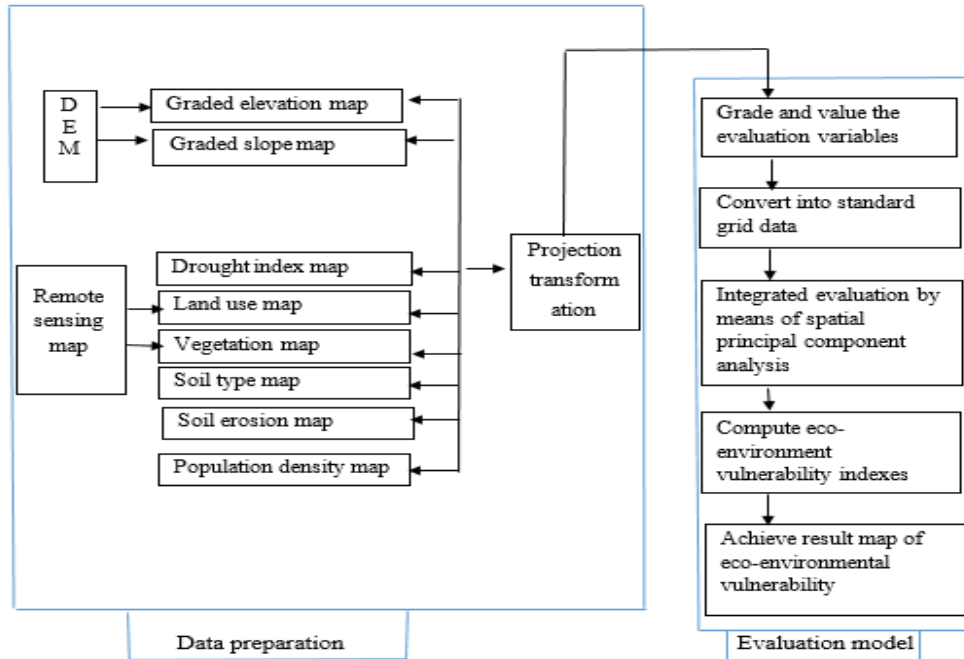 D
E
M
Graded elevation map
Graded slope map
Remote
sensing
map
Drought index map
Land use map
Vegetation map
Soil type map
Soil erosion map
Population density map
Projection
transform
ation
Data preparation
Grade and value the
evaluation variables
Convert into standard
grid data
Integrated evaluation by
means of spatial
principal component
analysis
Compute eco-
environment
vulnerability indexes
Achieve result map of
eco-environmental
vulnerability
Evaluation model